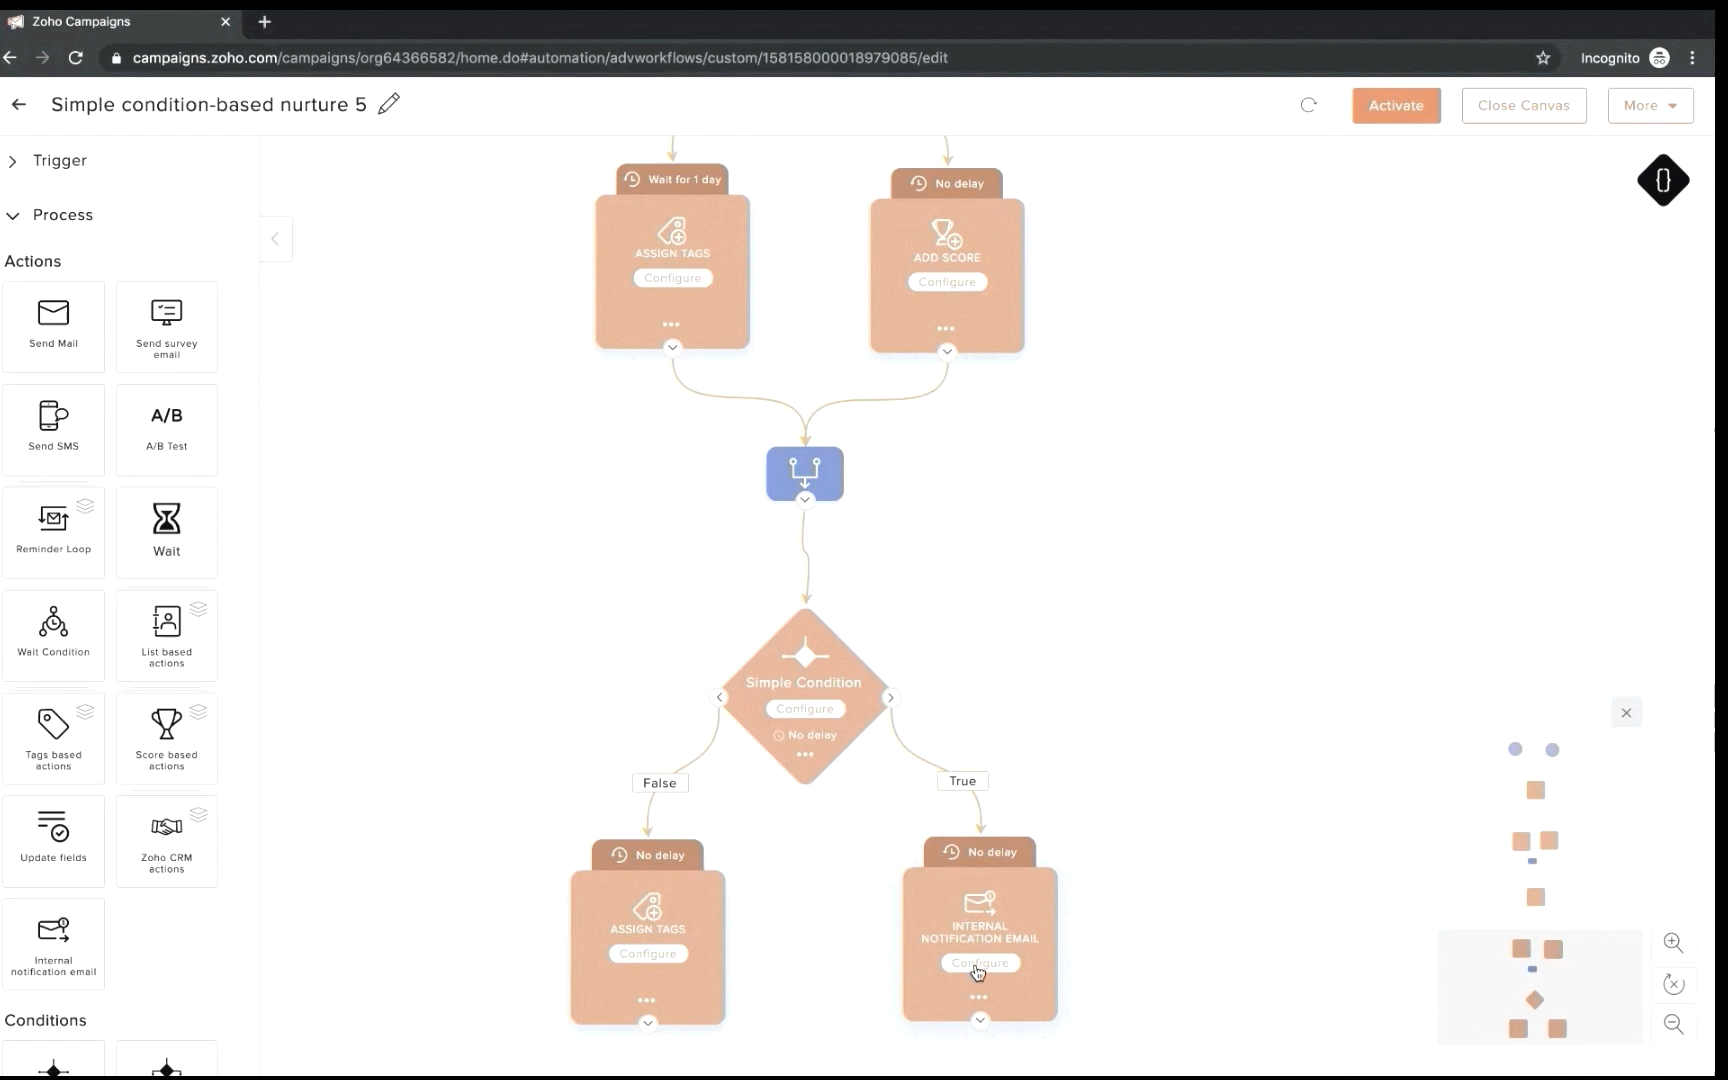 Zoho Campaigns
campaigns.zoho.com/campaigns/org64366582/home.do#automation/advworkflows/custom/158158000018979085/edit
Incognito
Simple condition-based nurture 5
Activate
Close Canvas
More
Trigger
Process
Actions
Send Mail
Send survey
email
Send SMS
A/B
A/B Test
Reminder Loop
Wait
Wait Condition
List based
actions
Tags based
actions
Score based
actions
Update fields
Zoho CRM
actions
Internal
notification email
Conditions
Wait for 1 day
ASSIGN TAGS
Configure
No delay
ADD SCORE
Configure
{}
Simple Condition
Configure
No delay
False
True
No delay
ASSIGN TAGS
Configure
No delay
INTERNAL
NOTIFICATION EMAIL
Configure